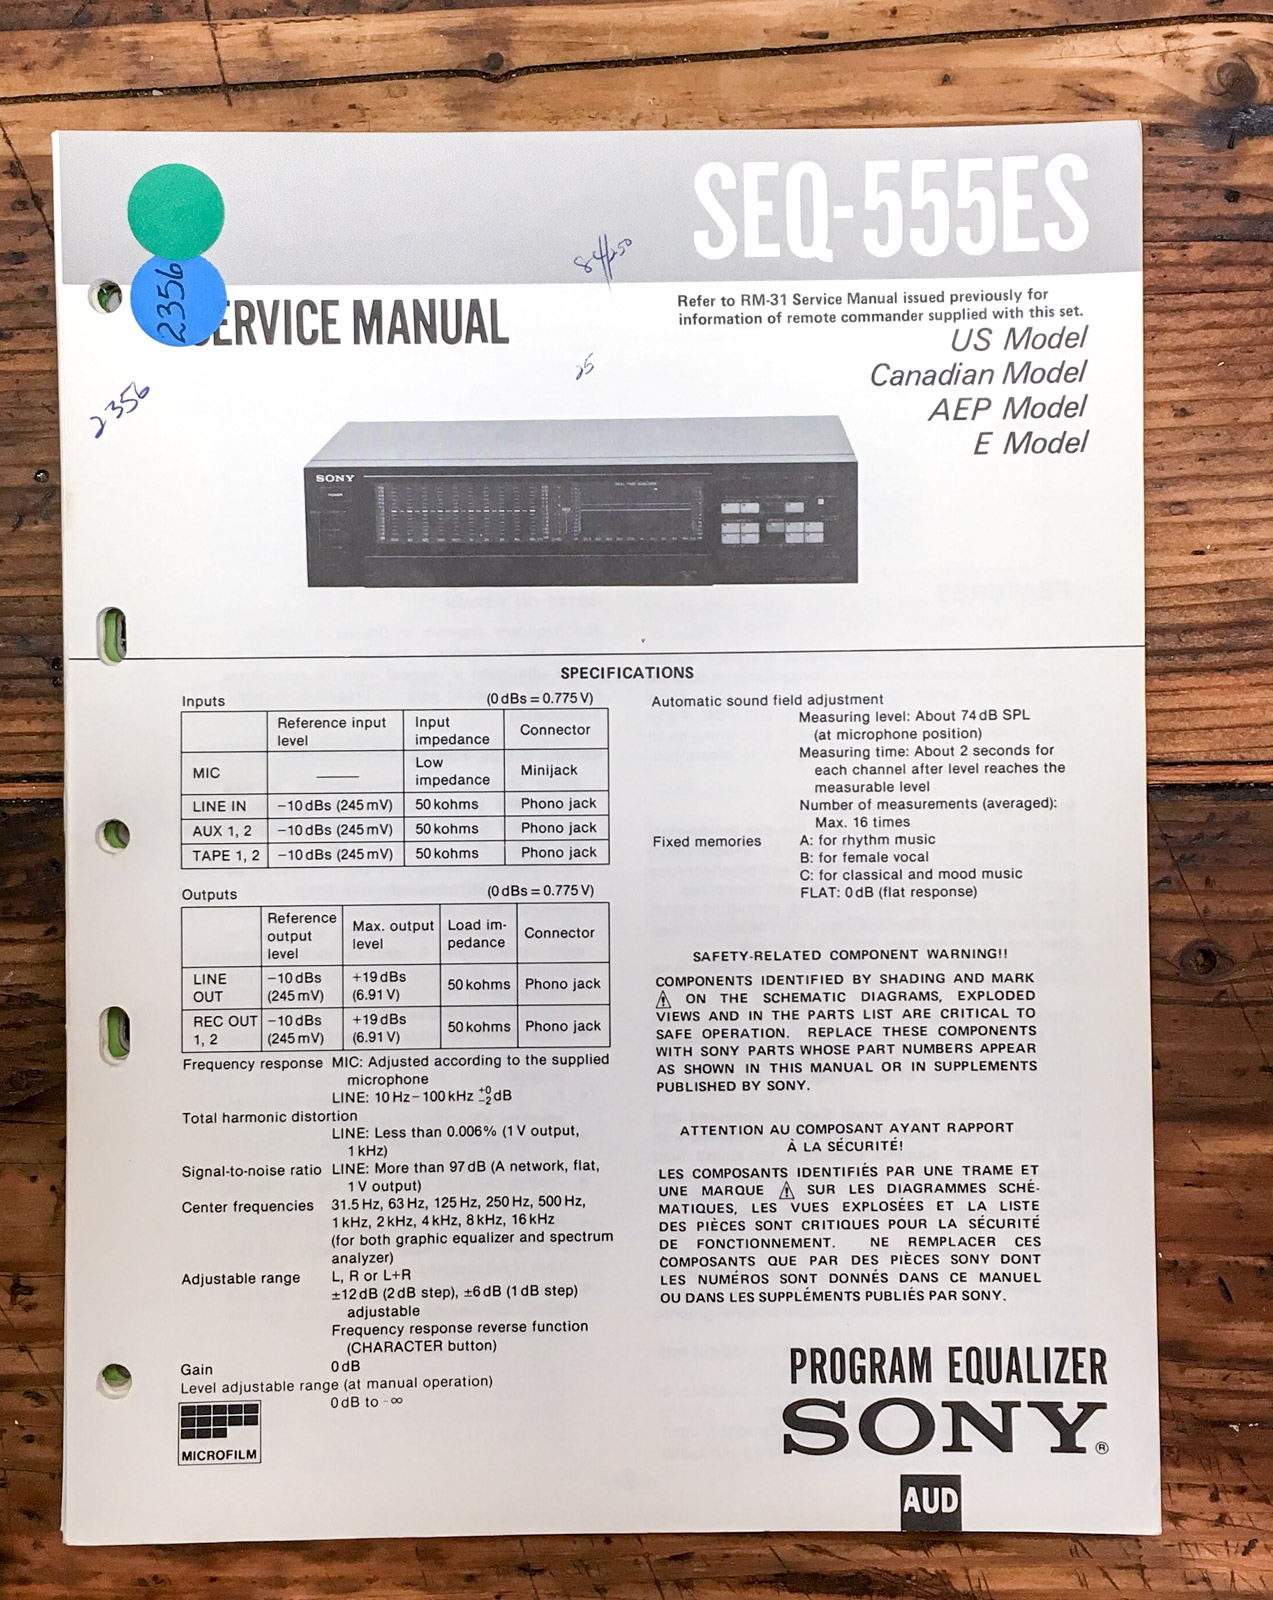 SEQ-555ES
84/250
2356
SERVICE MANUAL
Refer to RM-31 Service Manual issued previously for
information of remote commander supplied with this set.
US Model
Canadian Model
AEP Model
E Model
25
2356
SONY
POWER
SPECIFICATIONS
Inputs (0 dBs = 0.775 V)
Reference input level Input impedance Connector
MIC —— Low impedance Minijack
LINE IN −10 dBs (245 mV) 50 kohms Phono jack
AUX 1, 2 −10 dBs (245 mV) 50 kohms Phono jack
TAPE 1, 2 −10 dBs (245 mV) 50 kohms Phono jack
Outputs (0 dBs = 0.775 V)
Reference output level Max. output level Load im-pedance Connector
LINE OUT −10 dBs (245 mV) +19 dBs (6.91 V) 50 kohms Phono jack
REC OUT 1, 2 −10 dBs (245 mV) +19 dBs (6.91 V) 50 kohms Phono jack
Frequency response MIC: Adjusted according to the supplied
microphone
LINE: 10 Hz−100 kHz +0 −2 dB
Total harmonic distortion
LINE: Less than 0.006% (1 V output,
1 kHz)
Signal-to-noise ratio LINE: More than 97 dB (A network, flat,
1 V output)
Center frequencies 31.5 Hz, 63 Hz, 125 Hz, 250 Hz, 500 Hz,
1 kHz, 2 kHz, 4 kHz, 8 kHz, 16 kHz
(for both graphic equalizer and spectrum
analyzer)
Adjustable range L, R or L+R
±12 dB (2 dB step), ±6 dB (1 dB step)
adjustable
Frequency response reverse function
(CHARACTER button)
Gain 0 dB
Level adjustable range (at manual operation)
0 dB to -∞
MICROFILM
Automatic sound field adjustment
Measuring level: About 74 dB SPL
(at microphone position)
Measuring time: About 2 seconds for
each channel after level reaches the
measurable level
Number of measurements (averaged):
Max. 16 times
Fixed memories A: for rhythm music
B: for female vocal
C: for classical and mood music
FLAT: 0 dB (flat response)
SAFETY-RELATED COMPONENT WARNING!!
COMPONENTS IDENTIFIED BY SHADING AND MARK
⚠ ON THE SCHEMATIC DIAGRAMS, EXPLODED
VIEWS AND IN THE PARTS LIST ARE CRITICAL TO
SAFE OPERATION. REPLACE THESE COMPONENTS
WITH SONY PARTS WHOSE PART NUMBERS APPEAR
AS SHOWN IN THIS MANUAL OR IN SUPPLEMENTS
PUBLISHED BY SONY.
ATTENTION AU COMPOSANT AYANT RAPPORT
À LA SÉCURITÉ!
LES COMPOSANTS IDENTIFIÉS PAR UNE TRAME ET
UNE MARQUE ⚠ SUR LES DIAGRAMMES SCHÉ-
MATIQUES, LES VUES EXPLOSÉES ET LA LISTE
DES PIÈCES SONT CRITIQUES POUR LA SÉCURITÉ
DE FONCTIONNEMENT. NE REMPLACER CES
COMPOSANTS QUE PAR DES PIÈCES SONY DONT
LES NUMÉROS SONT DONNÉS DANS CE MANUEL
OU DANS LES SUPPLÉMENTS PUBLIÉS PAR SONY.
PROGRAM EQUALIZER
SONY®
AUD